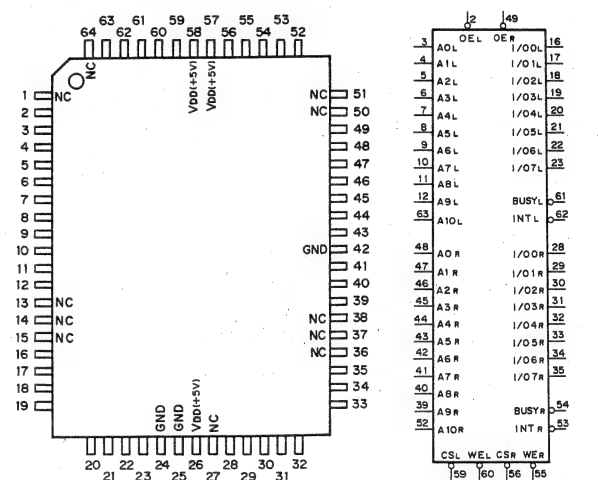 63 61 59 57 55 53
64 62 60 58 56 54 52
NC
VDD(+5V)
VDD(+5V)
1 NC
2
3
4
5
6
7
8
9
10
11
12
13 NC
14 NC
15 NC
16
17
18
19
NC 51
NC 50
49
48
47
46
45
44
43
GND 42
41
40
39
NC 38
NC 37
NC 36
35
34
33
GND
GND
VDD(+5V)
NC
20 22 24 26 28 30 32
21 23 25 27 29 31
2 49
OEL OER
3 A0L I/O0L 16
4 A1L I/O1L 17
5 A2L I/O2L 18
6 A3L I/O3L 19
7 A4L I/O4L 20
8 A5L I/O5L 21
9 A6L I/O6L 22
10 A7L I/O7L 23
11 A8L
12 A9L BUSYL 61
63 A10L INTL 62
48 A0R I/O0R 28
47 A1R I/O1R 29
46 A2R I/O2R 30
45 A3R I/O3R 31
44 A4R I/O4R 32
43 A5R I/O5R 33
42 A6R I/O6R 34
41 A7R I/O7R 35
40 A8R
39 A9R BUSYR 54
52 A10R INTR 53
CSL WEL CSR WER
59 60 56 55